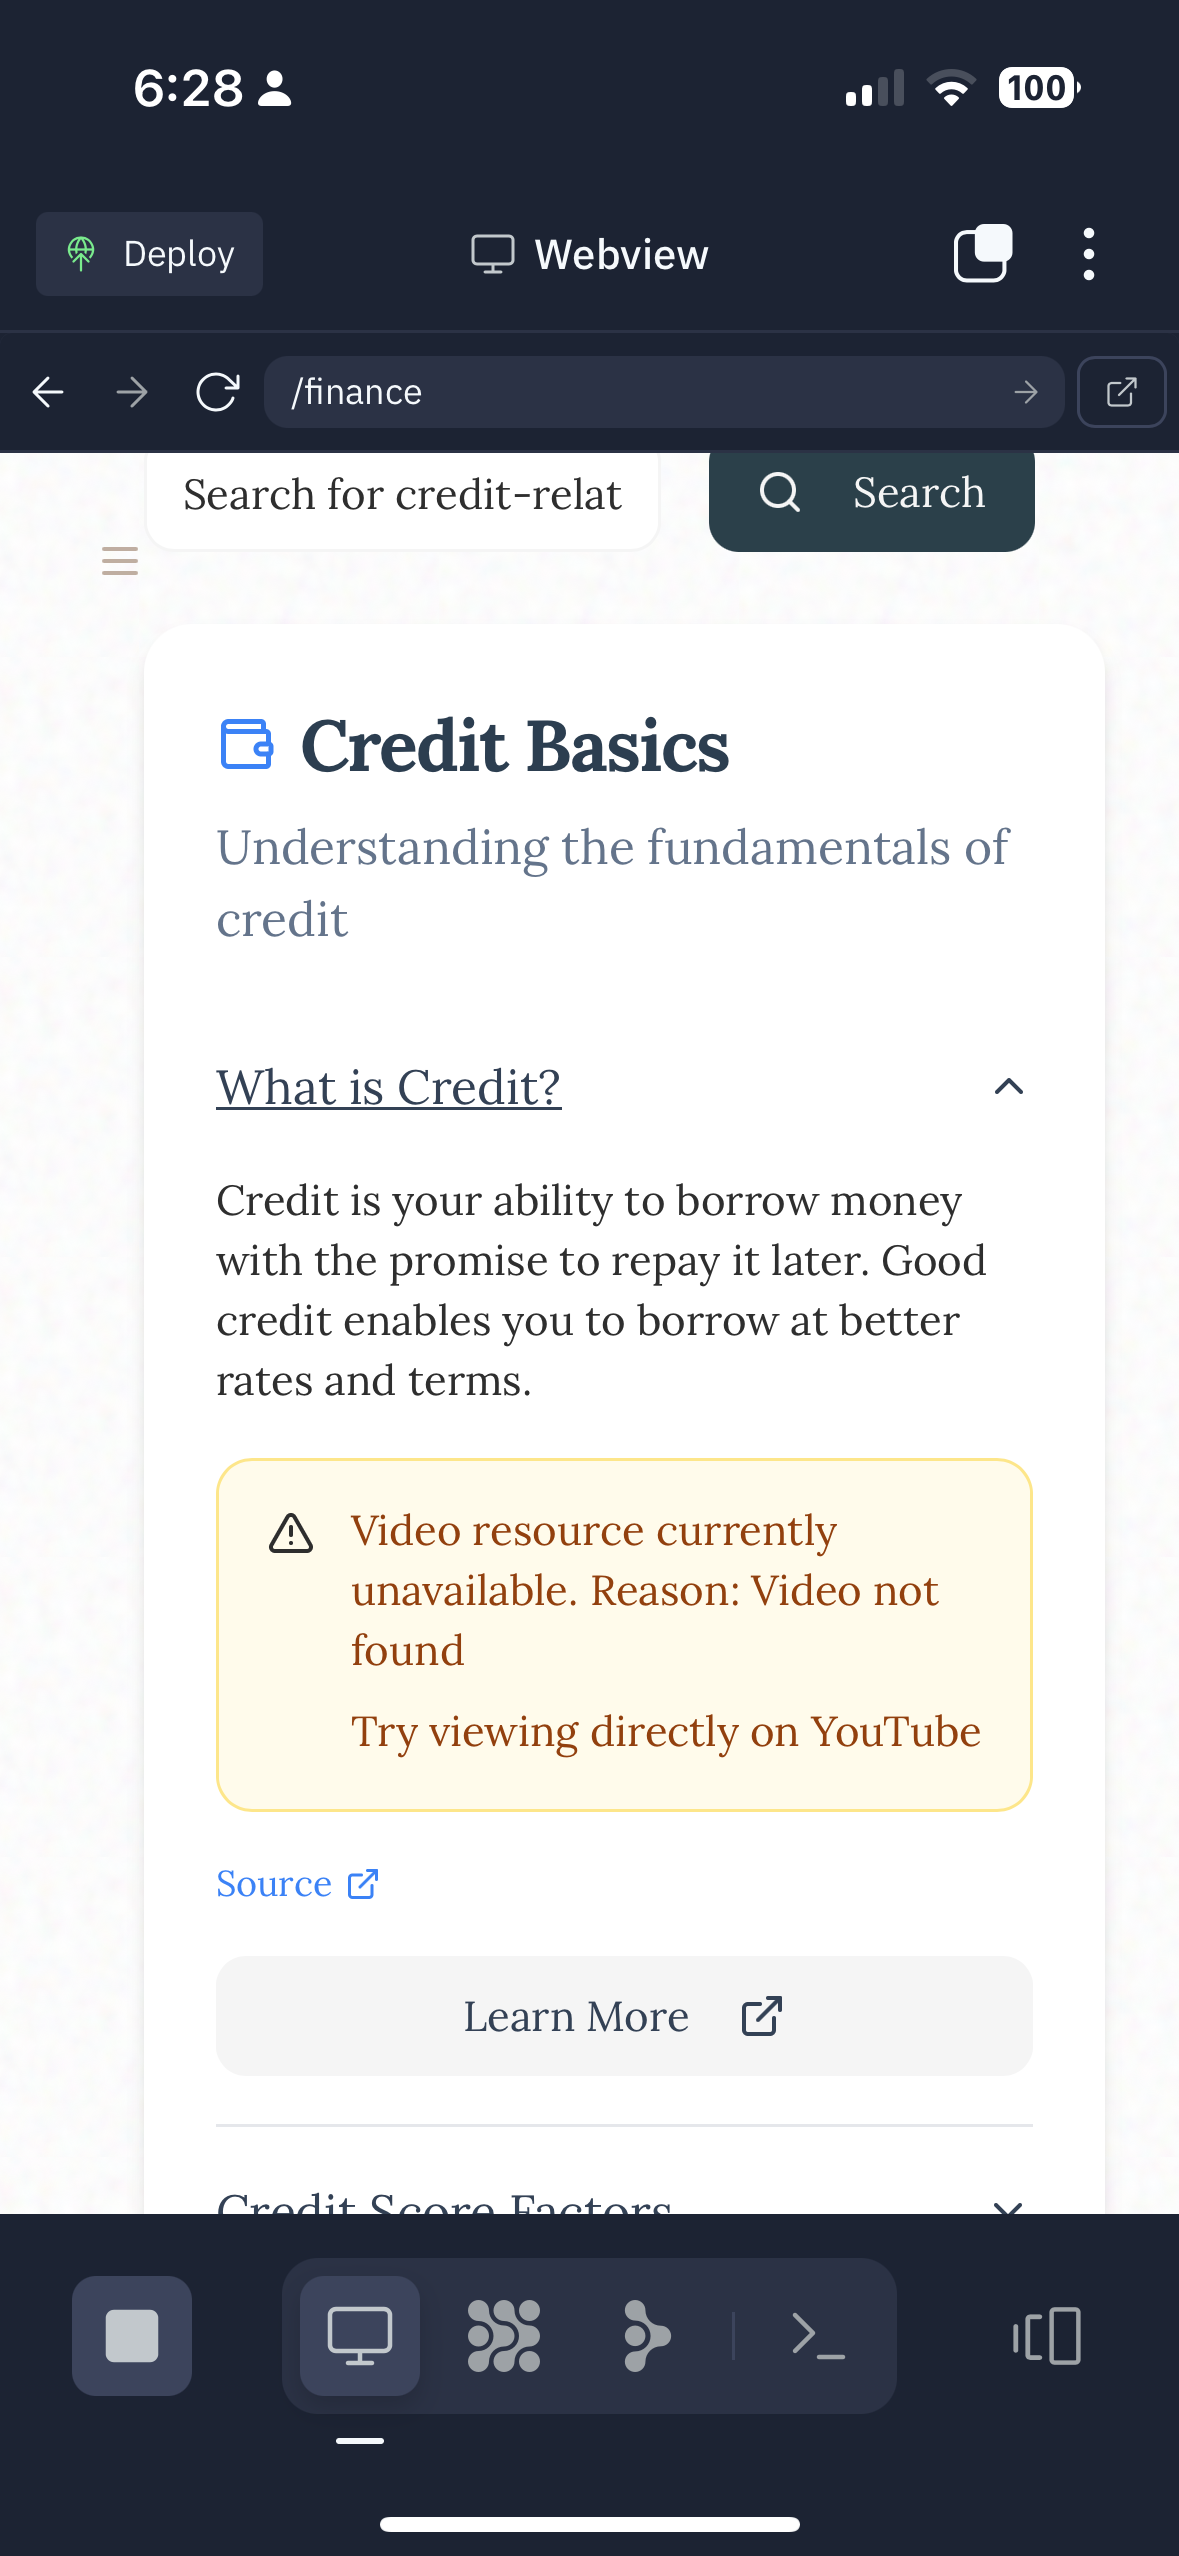 6:28
100
Deploy
Webview
/finance
Search for credit-relat
Search
Credit Basics
Understanding the fundamentals of
credit
What is Credit?
Credit is your ability to borrow money
with the promise to repay it later. Good
credit enables you to borrow at better
rates and terms.
Video resource currently
unavailable. Reason: Video not
found
Try viewing directly on YouTube
Source
Learn More
Credit Score Factors